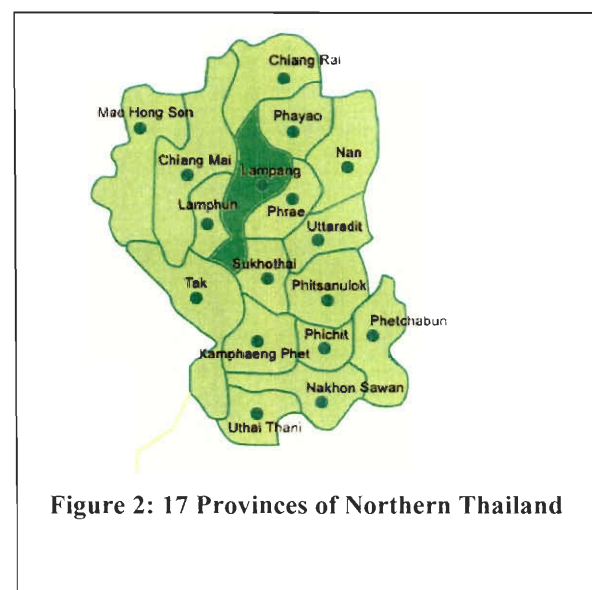 Chiang Rai
Mae Hong Son
Phayao
Chiang Mai
Nan
Lampang
Lamphun
Phrae
Uttaradit
Sukhothai
Tak
Phitsanulok
Phetchabun
Phichit
Kamphaeng Phet
Nakhon Sawan
Uthai Thani
Figure 2: 17 Provinces of Northern Thailand